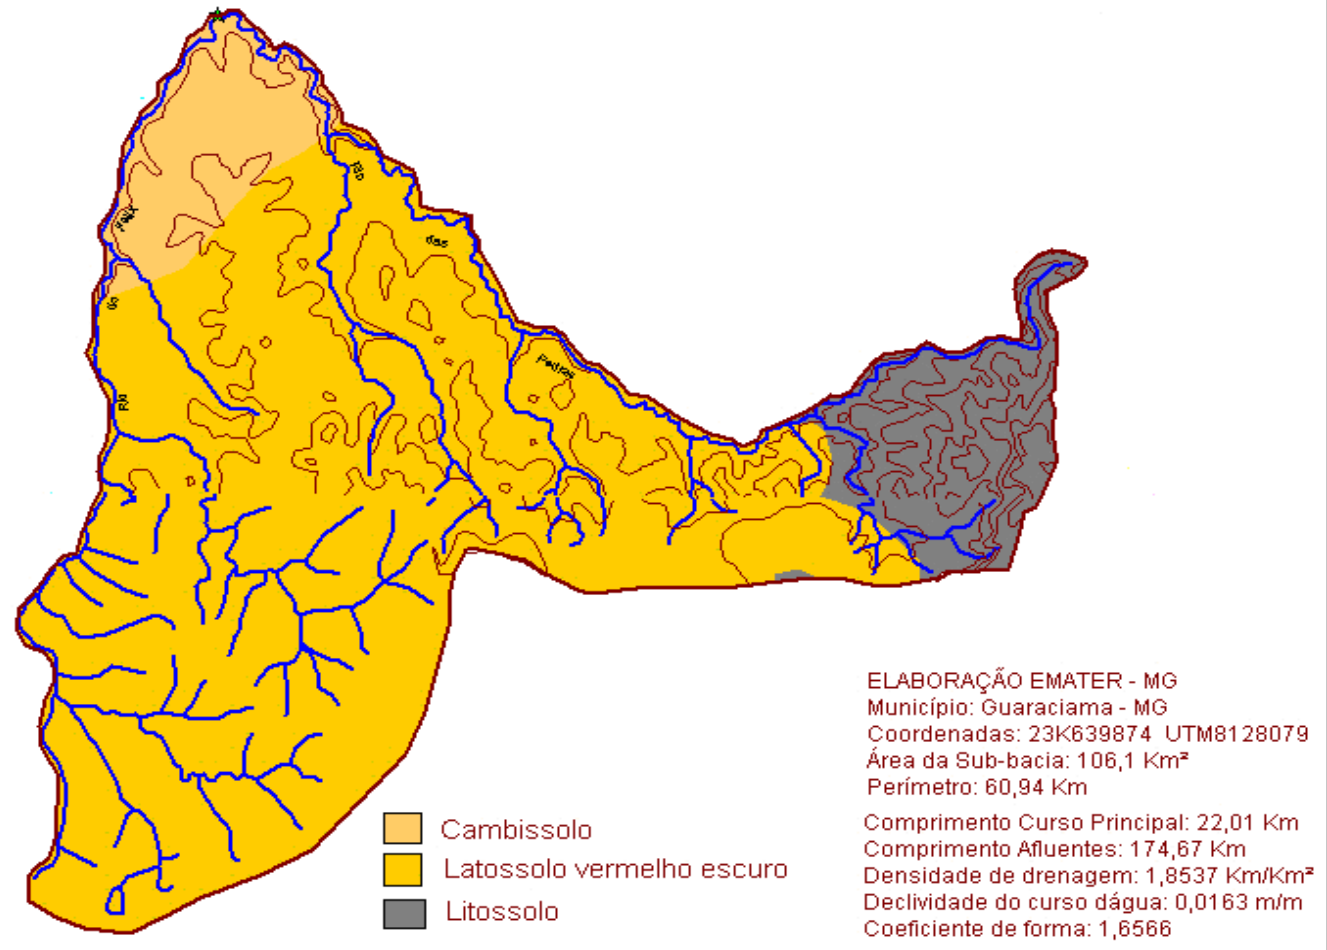 Rio
das
Pedras
ELABORAÇÃO EMATER - MG
Município: Guaraciama - MG
Coordenadas: 23K639874 UTM8128079
Área da Sub-bacia: 106,1 Km²
Perímetro: 60,94 Km
Comprimento Curso Principal: 22,01 Km
Comprimento Afluentes: 174,67 Km
Densidade de drenagem: 1,8537 Km/Km²
Declividade do curso dágua: 0,0163 m/m
Coeficiente de forma: 1,6566
Cambissolo
Latossolo vermelho escuro
Litossolo